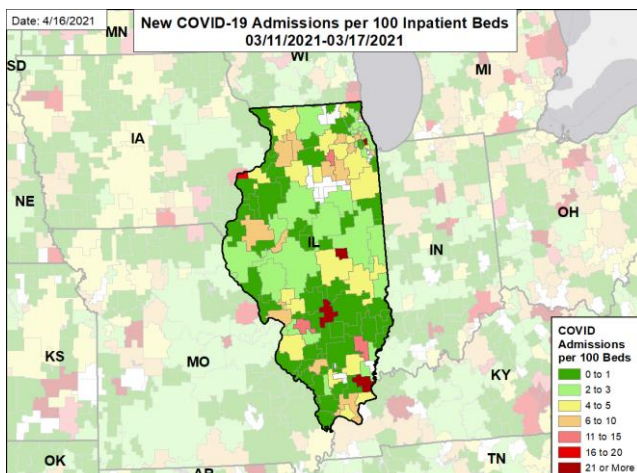 Date: 4/16/2021
New COVID-19 Admissions per 100 Inpatient Beds
03/11/2021-03/17/2021
MN
SD
WI
MI
IA
NE
IL
IN
OH
KS
MO
KY
OK
AR
TN
COVID
Admissions
per 100 Beds
0 to 1
2 to 3
4 to 5
6 to 10
11 to 15
16 to 20
21 or More